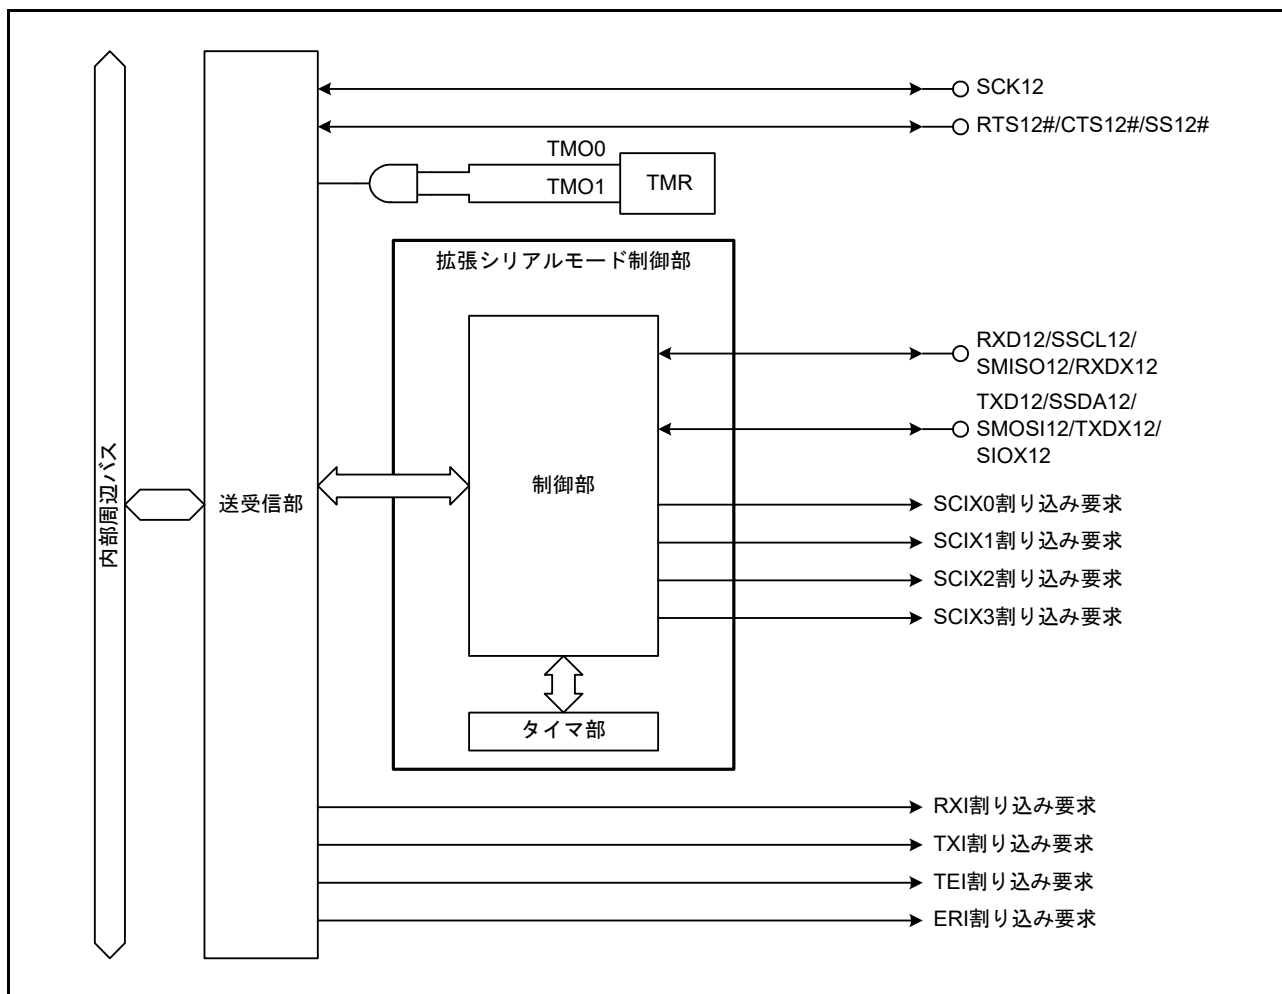 SCK12
RTS12#/CTS12#/SS12#
TMO0
TMO1
TMR
拡張シリアルモード制御部
RXD12/SSCL12/
SMISO12/RXDX12
TXD12/SSDA12/
SMOSI12/TXDX12/
SIOX12
内部周辺バス
送受信部
制御部
SCIX0割り込み要求
SCIX1割り込み要求
SCIX2割り込み要求
SCIX3割り込み要求
タイマ部
RXI割り込み要求
TXI割り込み要求
TEI割り込み要求
ERI割り込み要求